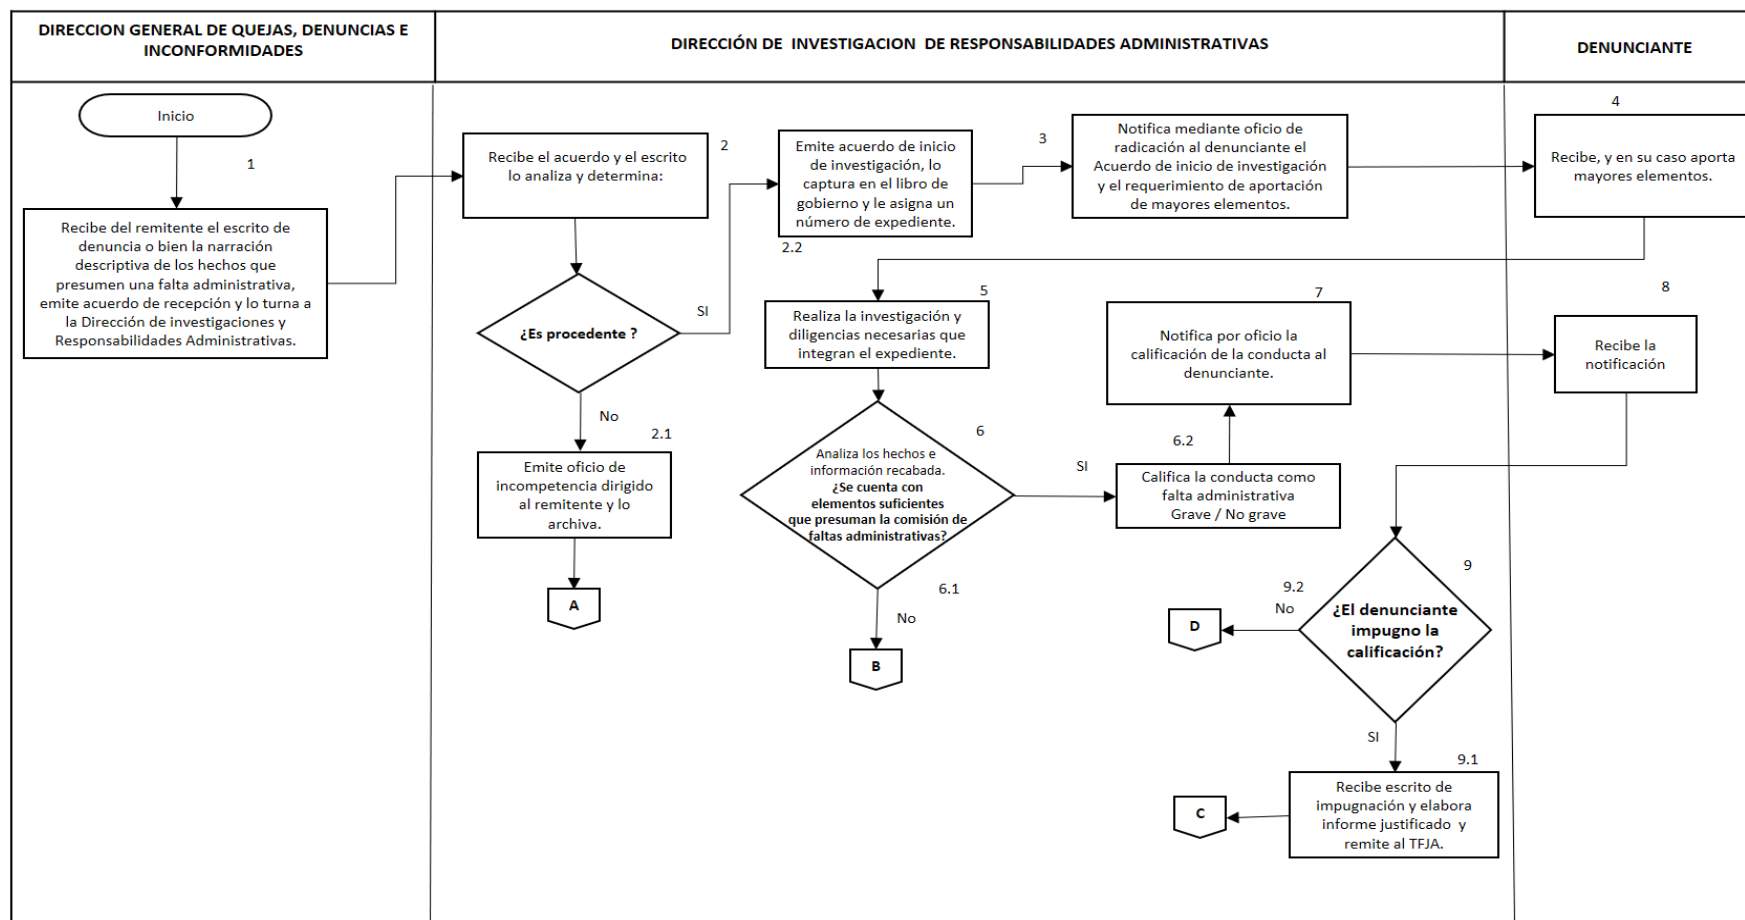 DIRECCION GENERAL DE QUEJAS, DENUNCIAS E
INCONFORMIDADES
DIRECCIÓN DE INVESTIGACION DE RESPONSABILIDADES ADMINISTRATIVAS
DENUNCIANTE
Inicio
1
Recibe del remitente el escrito de
denuncia o bien la narración
descriptiva de los hechos que
presumen una falta administrativa,
emite acuerdo de recepción y lo turna a
la Dirección de investigaciones y
Responsabilidades Administrativas.
2
Recibe el acuerdo y el escrito
lo analiza y determina:
¿Es procedente ?
SI
No
2.1
Emite oficio de
incompetencia dirigido
al remitente y lo
archiva.
A
Emite acuerdo de inicio
de investigación, lo
captura en el libro de
gobierno y le asigna un
número de expediente.
2.2
3
Notifica mediante oficio de
radicación al denunciante el
Acuerdo de inicio de investigación
y el requerimiento de aportación
de mayores elementos.
4
Recibe, y en su caso aporta
mayores elementos.
5
Realiza la investigación y
diligencias necesarias que
integran el expediente.
6
Analiza los hechos e
información recabada.
¿Se cuenta con
elementos suficientes
que presuman la comisión de
faltas administrativas?
6.1
No
B
SI
6.2
Califica la conducta como
falta administrativa
Grave / No grave
7
Notifica por oficio la
calificación de la conducta al
denunciante.
8
Recibe la
notificación
9
¿El denunciante
impugno la
calificación?
9.2
No
D
SI
9.1
Recibe escrito de
impugnación y elabora
informe justificado y
remite al TFJA.
C